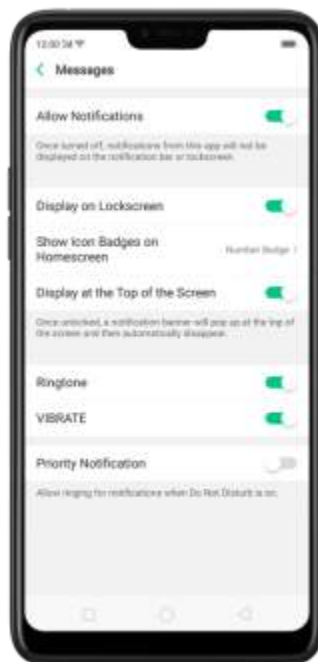 Messages
Allow Notifications
Once turned off, notifications from this app will not be
displayed on the notification bar or lockscreen.
Display on Lockscreen
Show Icon Badges on
Homescreen
Number Badge
Display at the Top of the Screen
Once unlocked, a notification banner will pop up at the top of
the screen and then automatically disappear.
Ringtone
VIBRATE
Priority Notification
Allow ringing for notifications when Do Not Disturb is on.